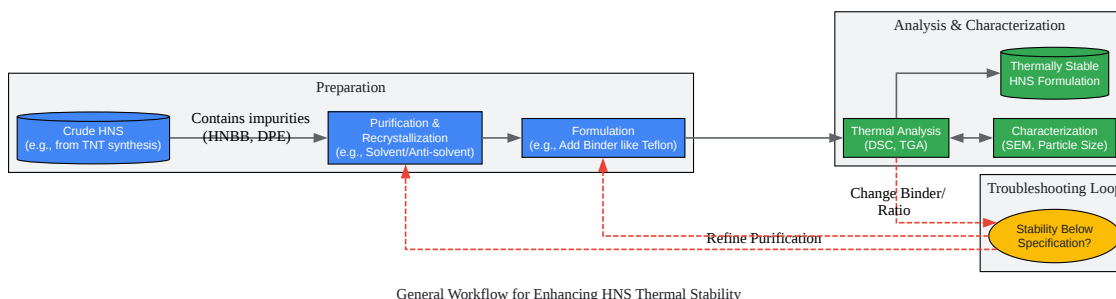 Analysis & Characterization
Thermally Stable
HNS Formulation
Preparation
Crude HNS
(e.g., from TNT synthesis)
Contains impurities
(HNBB, DPE)
Purification &
Recrystallization
(e.g., Solvent/Anti-solvent)
Formulation
(e.g., Add Binder like Teflon)
Thermal Analysis
(DSC, TGA)
Characterization
(SEM, Particle Size)
Change Binder/
Ratio
Troubleshooting Loop
Stability Below
Specification?
Refine Purification
General Workflow for Enhancing HNS Thermal Stability